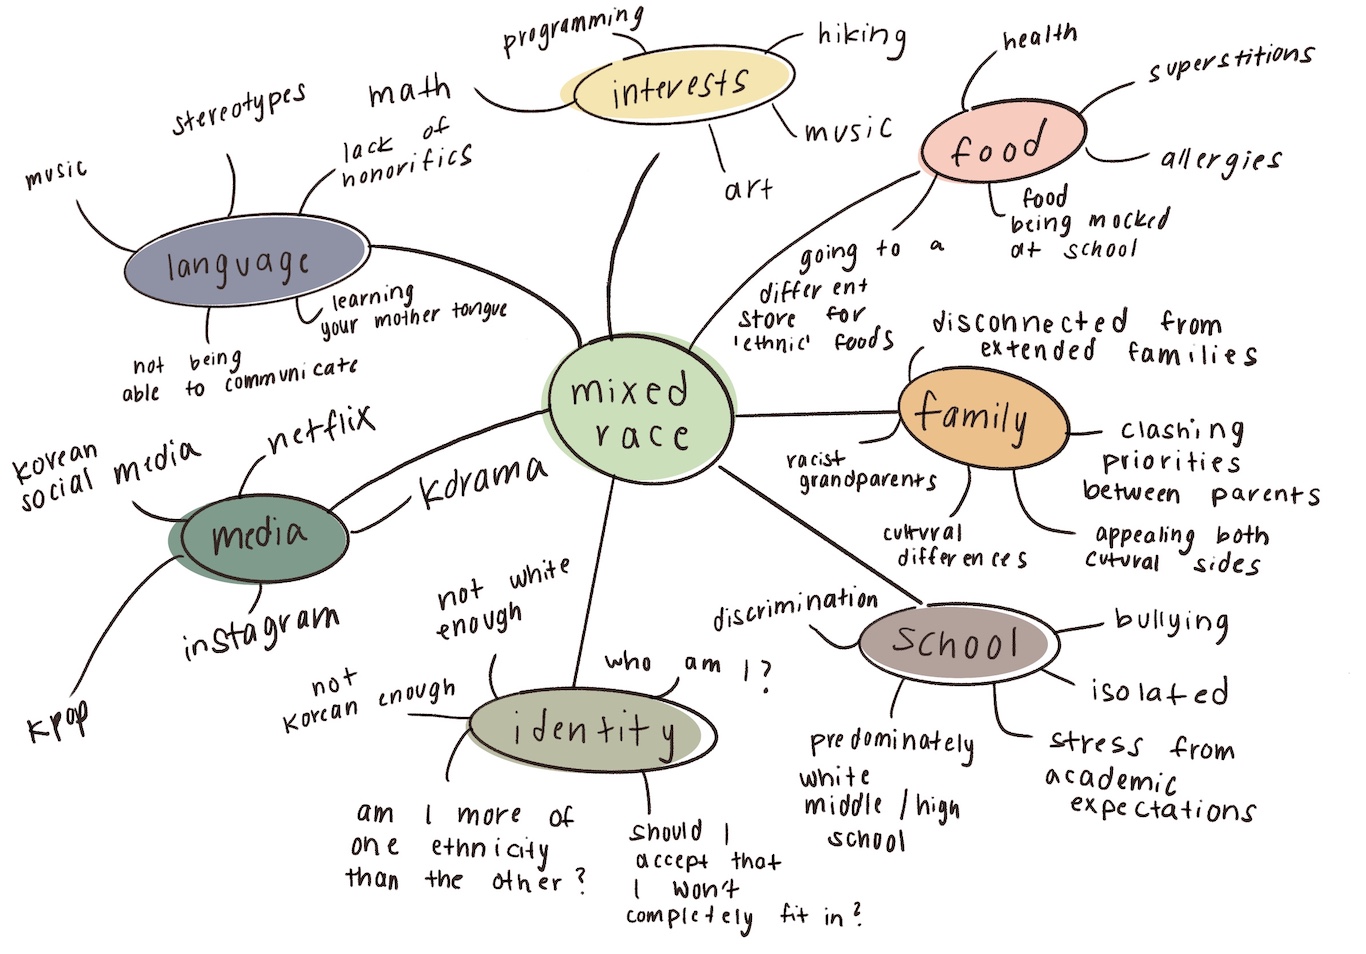 programming
hiking
math
interests
music
art
health
superstitions
food
allergies
food
being mocked
at school
going to a
different
store for
'ethnic' foods
stereotypes
music
lack of
honorifics
language
learning
your mother tongue
not being
able to communicate
mixed
race
disconnected from
extended families
family
clashing
priorities
between parents
racist
grandparents
cultural
differences
appealing both
cutural sides
korean
social media
netflix
kdrama
media
instagram
kpop
not white
enough
who am I?
not
korean enough
identity
am I more of
one ethnicity
than the other?
should I
accept that
I won't
completely fit in?
discrimination
school
bullying
isolated
predominately
white
middle/high
school
stress from
academic
expectations